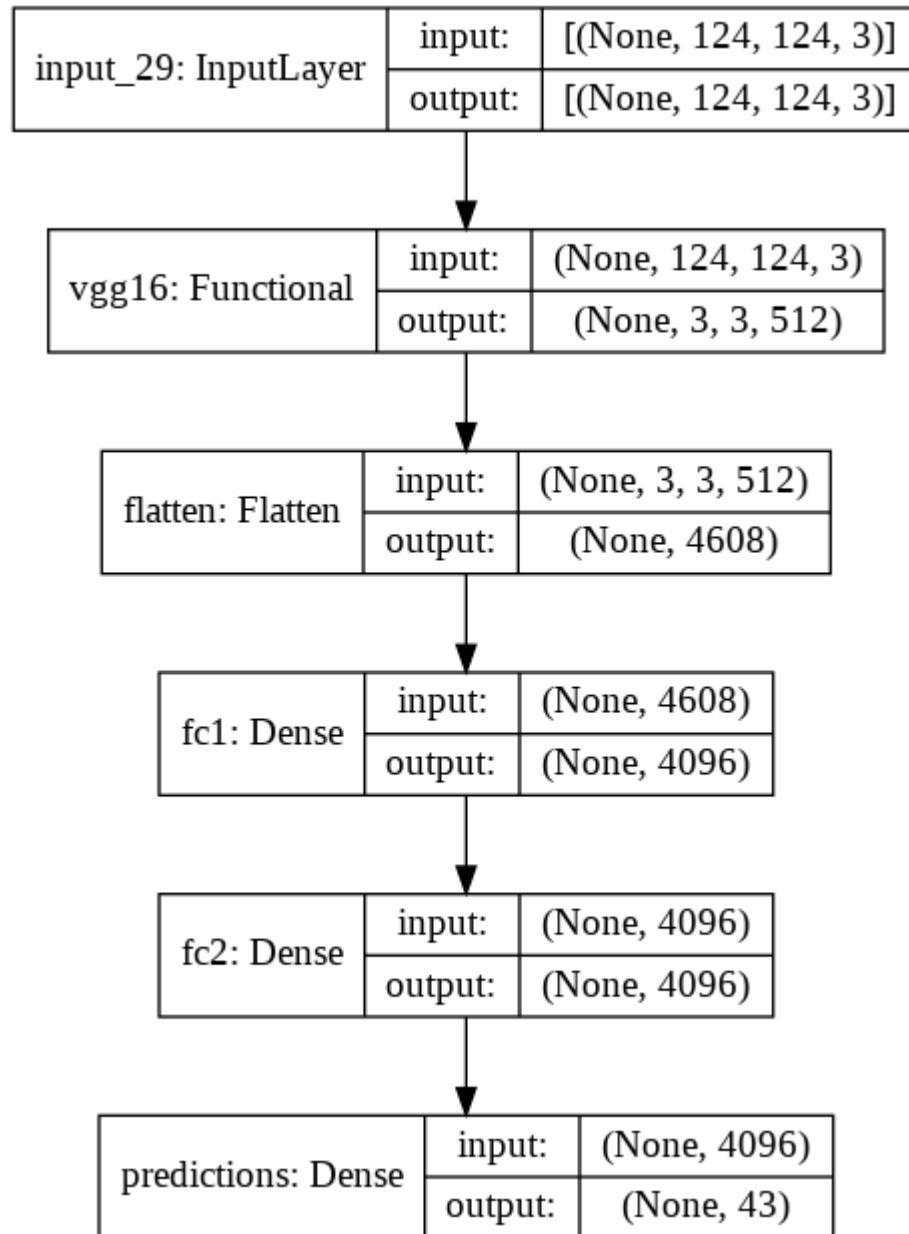 input_29: InputLayer
input: [(None, 124, 124, 3)]
output: [(None, 124, 124, 3)]
vgg16: Functional
input: (None, 124, 124, 3)
output: (None, 3, 3, 512)
flatten: Flatten
input: (None, 3, 3, 512)
output: (None, 4608)
fc1: Dense
input: (None, 4608)
output: (None, 4096)
fc2: Dense
input: (None, 4096)
output: (None, 4096)
predictions: Dense
input: (None, 4096)
output: (None, 43)